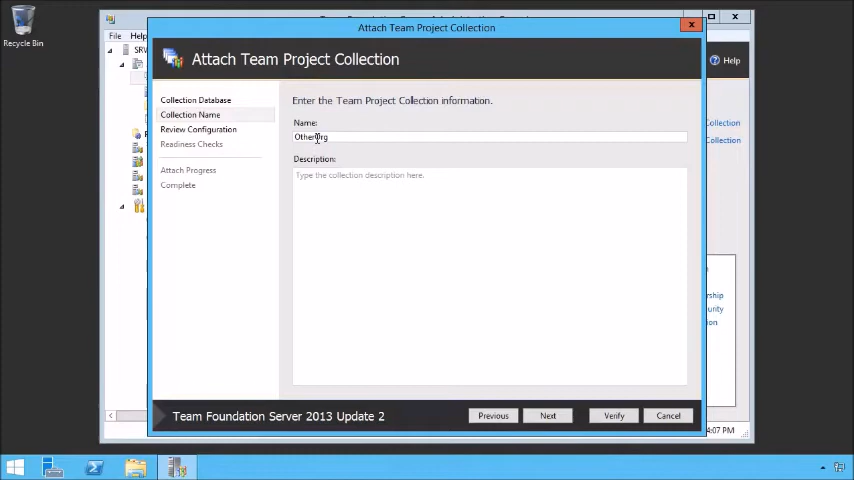 Recycle Bin
File
Help
SRV
Attach Team Project Collection
Attach Team Project Collection
Help
Collection Database
Collection Name
Review Configuration
Readiness Checks
Attach Progress
Complete
Enter the Team Project Collection information.
Name:
OtherOrg
Description:
Type the collection description here.
Collection
Collection
Team Foundation Server 2013 Update 2
Previous
Next
Verify
Cancel
4:07 PM